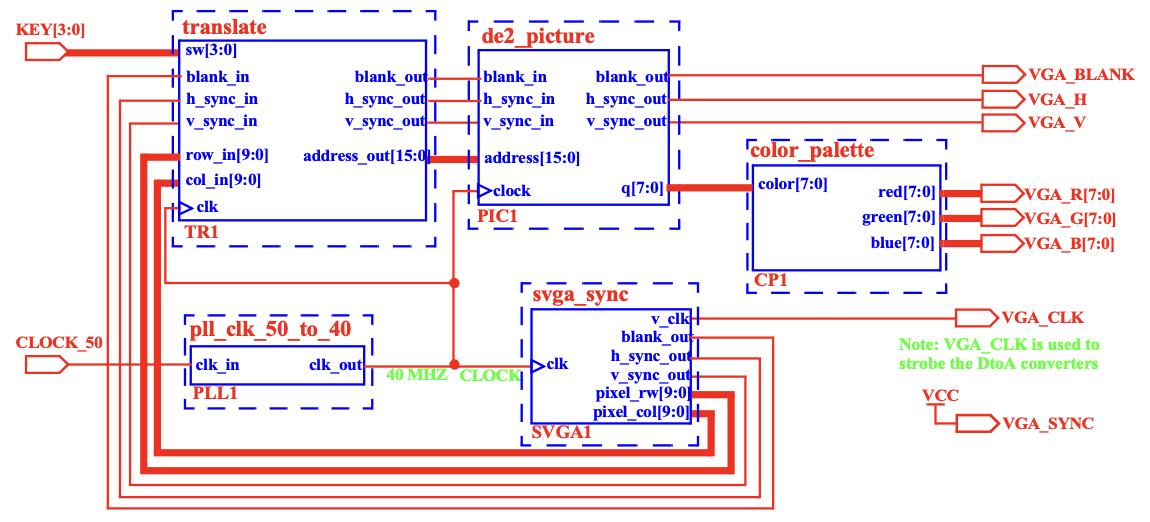 KEY[3:0]
translate
sw[3:0]
blank_in
h_sync_in
v_sync_in
row_in[9:0]
col_in[9:0]
clk
blank_out
h_sync_out
v_sync_out
address_out[15:0]
TR1
de2_picture
blank_in
h_sync_in
v_sync_in
address[15:0]
clock
blank_out
h_sync_out
v_sync_out
q[7:0]
PIC1
VGA_BLANK
VGA_H
VGA_V
color_palette
color[7:0]
red[7:0]
green[7:0]
blue[7:0]
CP1
VGA_R[7:0]
VGA_G[7:0]
VGA_B[7:0]
CLOCK_50
pll_clk_50_to_40
clk_in
clk_out
PLL1
40 MHZ CLOCK
svga_sync
clk
v_clk
blank_out
h_sync_out
v_sync_out
pixel_rw[9:0]
pixel_col[9:0]
SVGA1
VGA_CLK
Note: VGA_CLK is used to
strobe the DtoA converters
VCC
VGA_SYNC